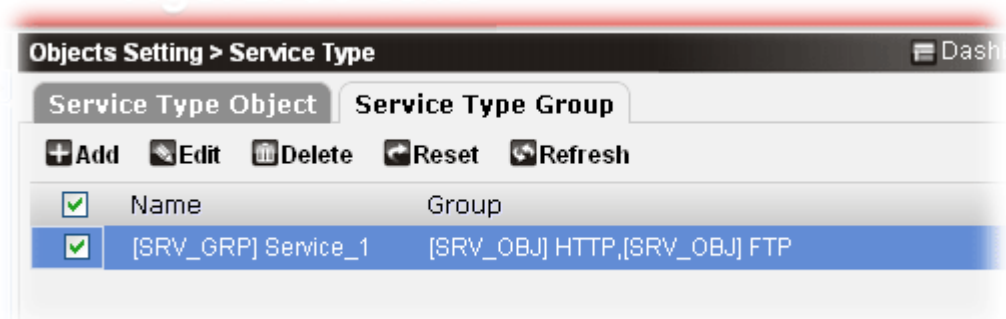 Objects Setting > Service Type Dash
Service Type Object Service Type Group
Add Edit Delete Reset Refresh
Name Group
[SRV_GRP] Service_1 [SRV_OBJ] HTTP,[SRV_OBJ] FTP